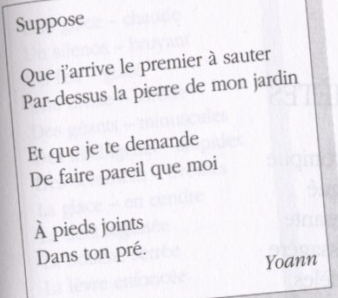 Suppose
Que j'arrive le premier à sauter
Par-dessus la pierre de mon jardin
Et que je te demande
De faire pareil que moi
À pieds joints
Dans ton pré.
Yoann